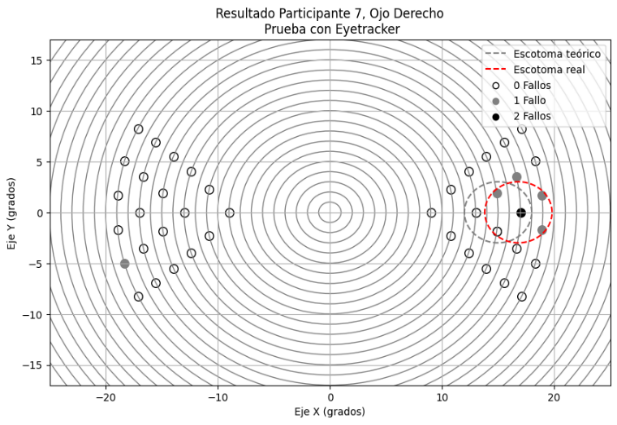 Resultado Participante 7, Ojo Derecho
Prueba con Eyetracker
Escotoma teórico
Escotoma real
0 Fallos
1 Fallo
2 Fallos
Eje Y (grados)
15
10
5
0
−5
−10
−15
−20
−10
0
10
20
Eje X (grados)